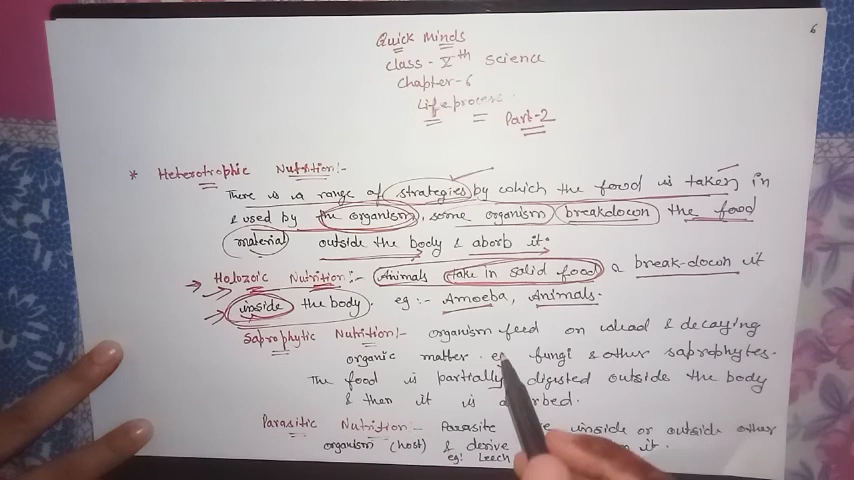 6
Quick Minds
class - Xth science
Chapter-6
Life process
Part-2
* Heterotrophic Nutrition:-
There is a range of strategies by which the food is taken in
& used by the organism, some organism breakdown the food
material outside the body & absorb it.
→ Holozoic Nutrition:- Animals take in solid food & break-down it
inside the body. eg:- Amoeba, Animals.
Saprophytic Nutrition:- organism feed on dead & decaying
organic matter. eg fungi & other saprophytes.
The food is partially digested outside the body
& then it is absorbed.
Parasitic Nutrition - Parasite inside or outside other
organism (host) & derive it.
eg: Leech